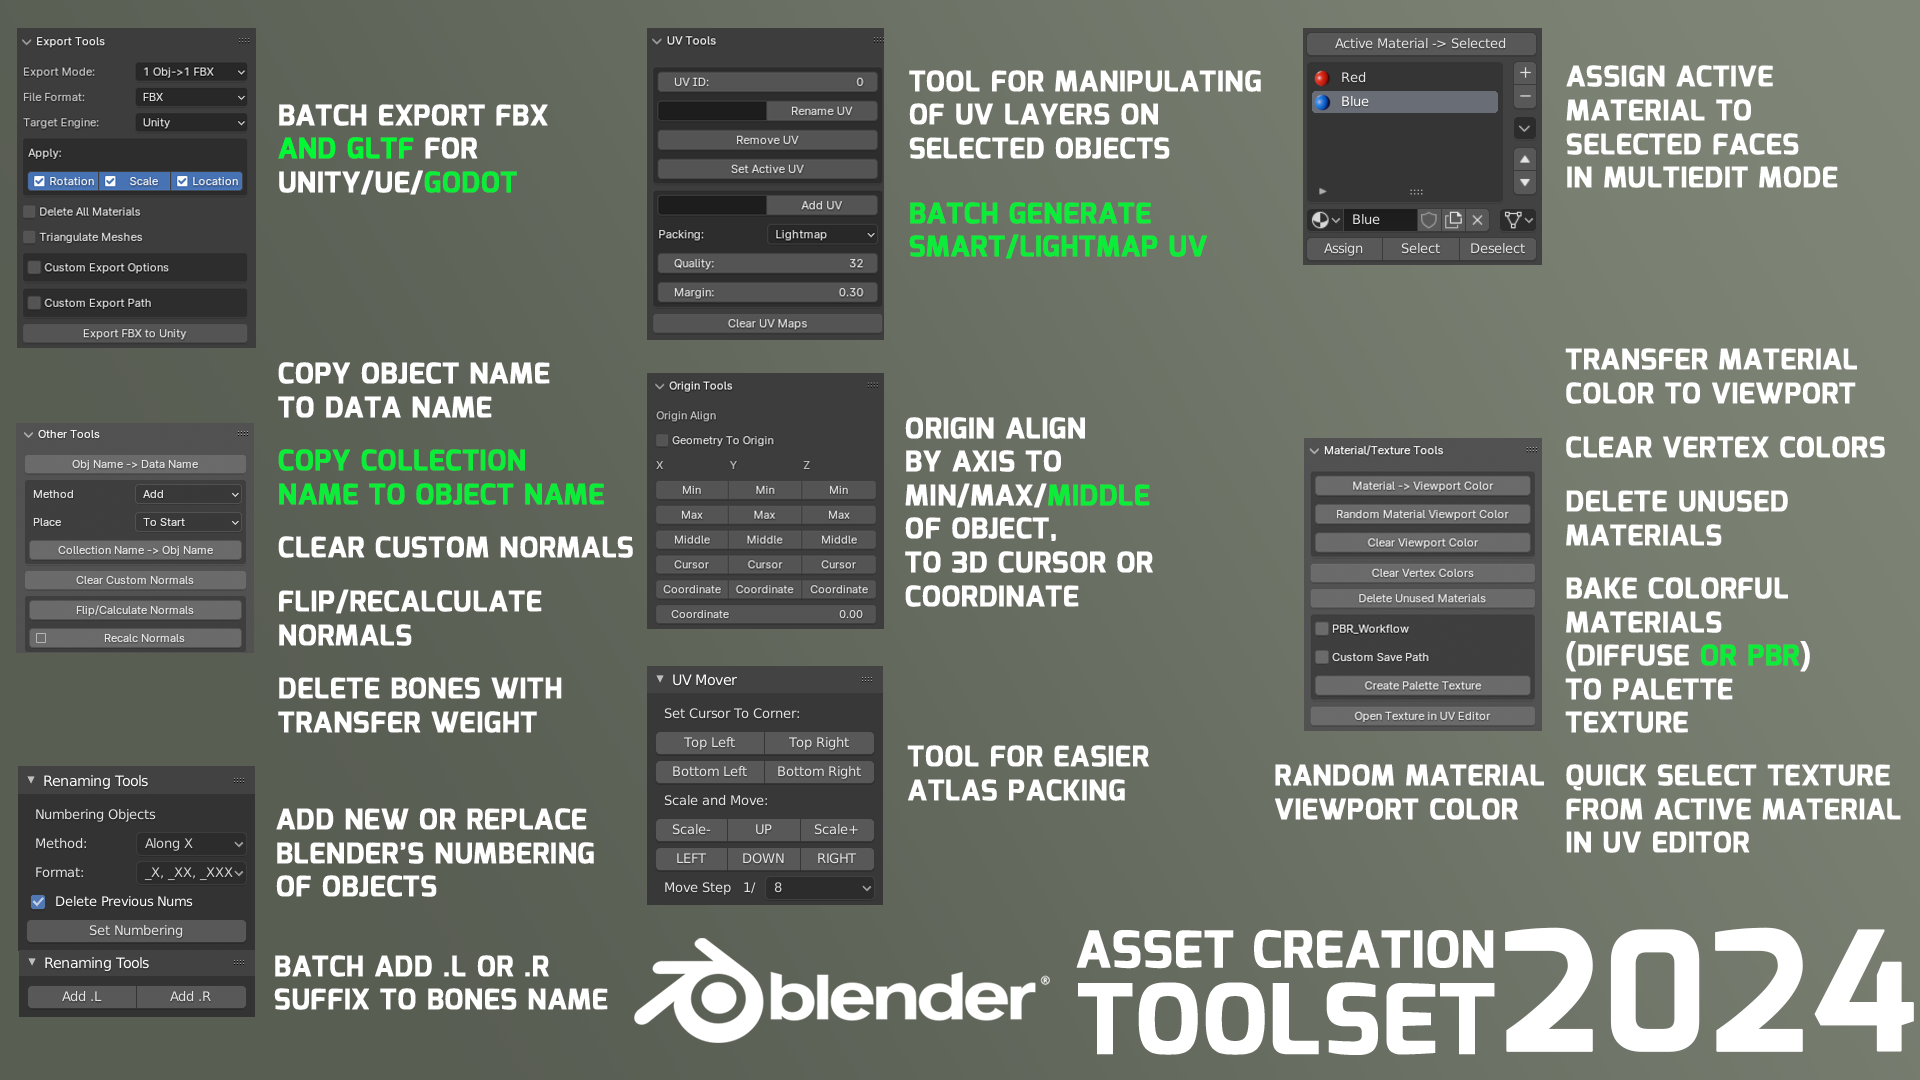 Export Tools
Export Mode: 1 Obj->1 FBX
File Format: FBX
Target Engine: Unity
Apply:
Rotation Scale Location
Delete All Materials
Triangulate Meshes
Custom Export Options
Custom Export Path
Export FBX to Unity
BATCH EXPORT FBX
AND GLTF FOR
UNITY/UE/GODOT
Other Tools
Obj Name -> Data Name
Method Add
Place To Start
Collection Name -> Obj Name
Clear Custom Normals
Flip/Calculate Normals
Recalc Normals
COPY OBJECT NAME
TO DATA NAME
COPY COLLECTION
NAME TO OBJECT NAME
CLEAR CUSTOM NORMALS
FLIP/RECALCULATE
NORMALS
DELETE BONES WITH
TRANSFER WEIGHT
Renaming Tools
Numbering Objects
Method: Along X
Format: _X, _XX, _XXX
Delete Previous Nums
Set Numbering
Renaming Tools
Add .L Add .R
ADD NEW OR REPLACE
BLENDER'S NUMBERING
OF OBJECTS
BATCH ADD .L OR .R
SUFFIX TO BONES NAME
UV Tools
UV ID: 0
Rename UV
Remove UV
Set Active UV
Add UV
Packing: Lightmap
Quality: 32
Margin: 0.30
Clear UV Maps
TOOL FOR MANIPULATING
OF UV LAYERS ON
SELECTED OBJECTS
BATCH GENERATE
SMART/LIGHTMAP UV
Origin Tools
Origin Align
Geometry To Origin
X Y Z
Min Min Min
Max Max Max
Middle Middle Middle
Cursor Cursor Cursor
Coordinate Coordinate Coordinate
Coordinate 0.00
ORIGIN ALIGN
BY AXIS TO
MIN/MAX/MIDDLE
OF OBJECT,
TO 3D CURSOR OR
COORDINATE
UV Mover
Set Cursor To Corner:
Top Left Top Right
Bottom Left Bottom Right
Scale and Move:
Scale- UP Scale+
LEFT DOWN RIGHT
Move Step 1/ 8
TOOL FOR EASIER
ATLAS PACKING
Active Material -> Selected
Red
Blue
Blue
Assign Select Deselect
ASSIGN ACTIVE
MATERIAL TO
SELECTED FACES
IN MULTIEDIT MODE
Material/Texture Tools
Material -> Viewport Color
Random Material Viewport Color
Clear Viewport Color
Clear Vertex Colors
Delete Unused Materials
PBR_Workflow
Custom Save Path
Create Palette Texture
Open Texture in UV Editor
TRANSFER MATERIAL
COLOR TO VIEWPORT
CLEAR VERTEX COLORS
DELETE UNUSED
MATERIALS
BAKE COLORFUL
MATERIALS
(DIFFUSE OR PBR)
TO PALETTE
TEXTURE
RANDOM MATERIAL
VIEWPORT COLOR
QUICK SELECT TEXTURE
FROM ACTIVE MATERIAL
IN UV EDITOR
blender®
ASSET CREATION
TOOLSET 2024